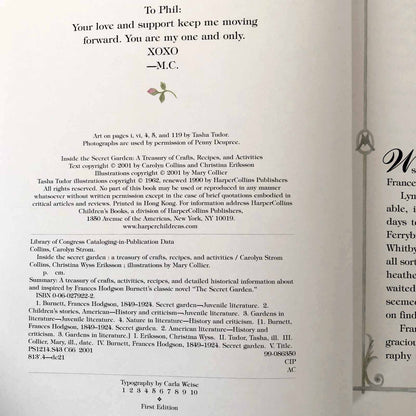 To Phil:
Your love and support keep me moving
forward. You are my one and only.
XOXO
—M.C.
Art on pages i, vi, 4, 8, and 119 by Tasha Tudor.
Photographs are used by permission of Penny Deupree.
Inside the Secret Garden: A Treasury of Crafts, Recipes, and Activities
Text copyright © 2001 by Carolyn Collins and Christina Eriksson
Illustrations copyright © 2001 by Mary Collier
Tasha Tudor illustrations copyright © 1962, renewed 1990 by HarperCollins Publishers
All rights reserved. No part of this book may be used or reproduced in any manner
whatsoever without written permission except in the case of brief quotations embodied in
critical articles and reviews. Printed in Hong Kong. For information address HarperCollins
Children's Books, a division of HarperCollins Publishers,
1350 Avenue of the Americas, New York, NY 10019.
www.harperchildrens.com
Library of Congress Cataloging-in-Publication Data
Collins, Carolyn Strom.
Inside the secret garden : a treasury of crafts, recipes, and activities / Carolyn Strom
Collins, Christina Wyss Eriksson ; illustrations by Mary Collier.
p. cm.
Summary: A treasury of crafts, activities, recipes, and detailed historical information about
and inspired by Frances Hodgson Burnett's classic novel "The Secret Garden."
ISBN 0-06-027922-2.
1. Burnett, Frances Hodgson, 1849-1924. Secret garden—Juvenile literature. 2.
Children's stories, American—History and criticism—Juvenile literature. 3. Gardens in
literature—Juvenile literature. 4. Nature in literature—Criticism and history. [1. Burnett,
Frances Hodgson, 1849-1924. Secret garden. 2. American literature—History and
criticism. 3. Gardens in literature.] I. Eriksson, Christina Wyss. II. Tudor, Tasha, ill. III.
Collier, Mary, ill., date. IV. Burnett, Frances Hodgson, 1849-1924. Secret garden. V. Title.
PS1214.S43 C66 2001 99-086350
813'.4—dc21 CIP
AC
Typography by Carla Weise
1 2 3 4 5 6 7 8 9 10
First Edition
W
Frances
Lyn
able, i
days to
Ferryb
all sort
heathe
waited
seeme
on find
Fra
gracious
raphy